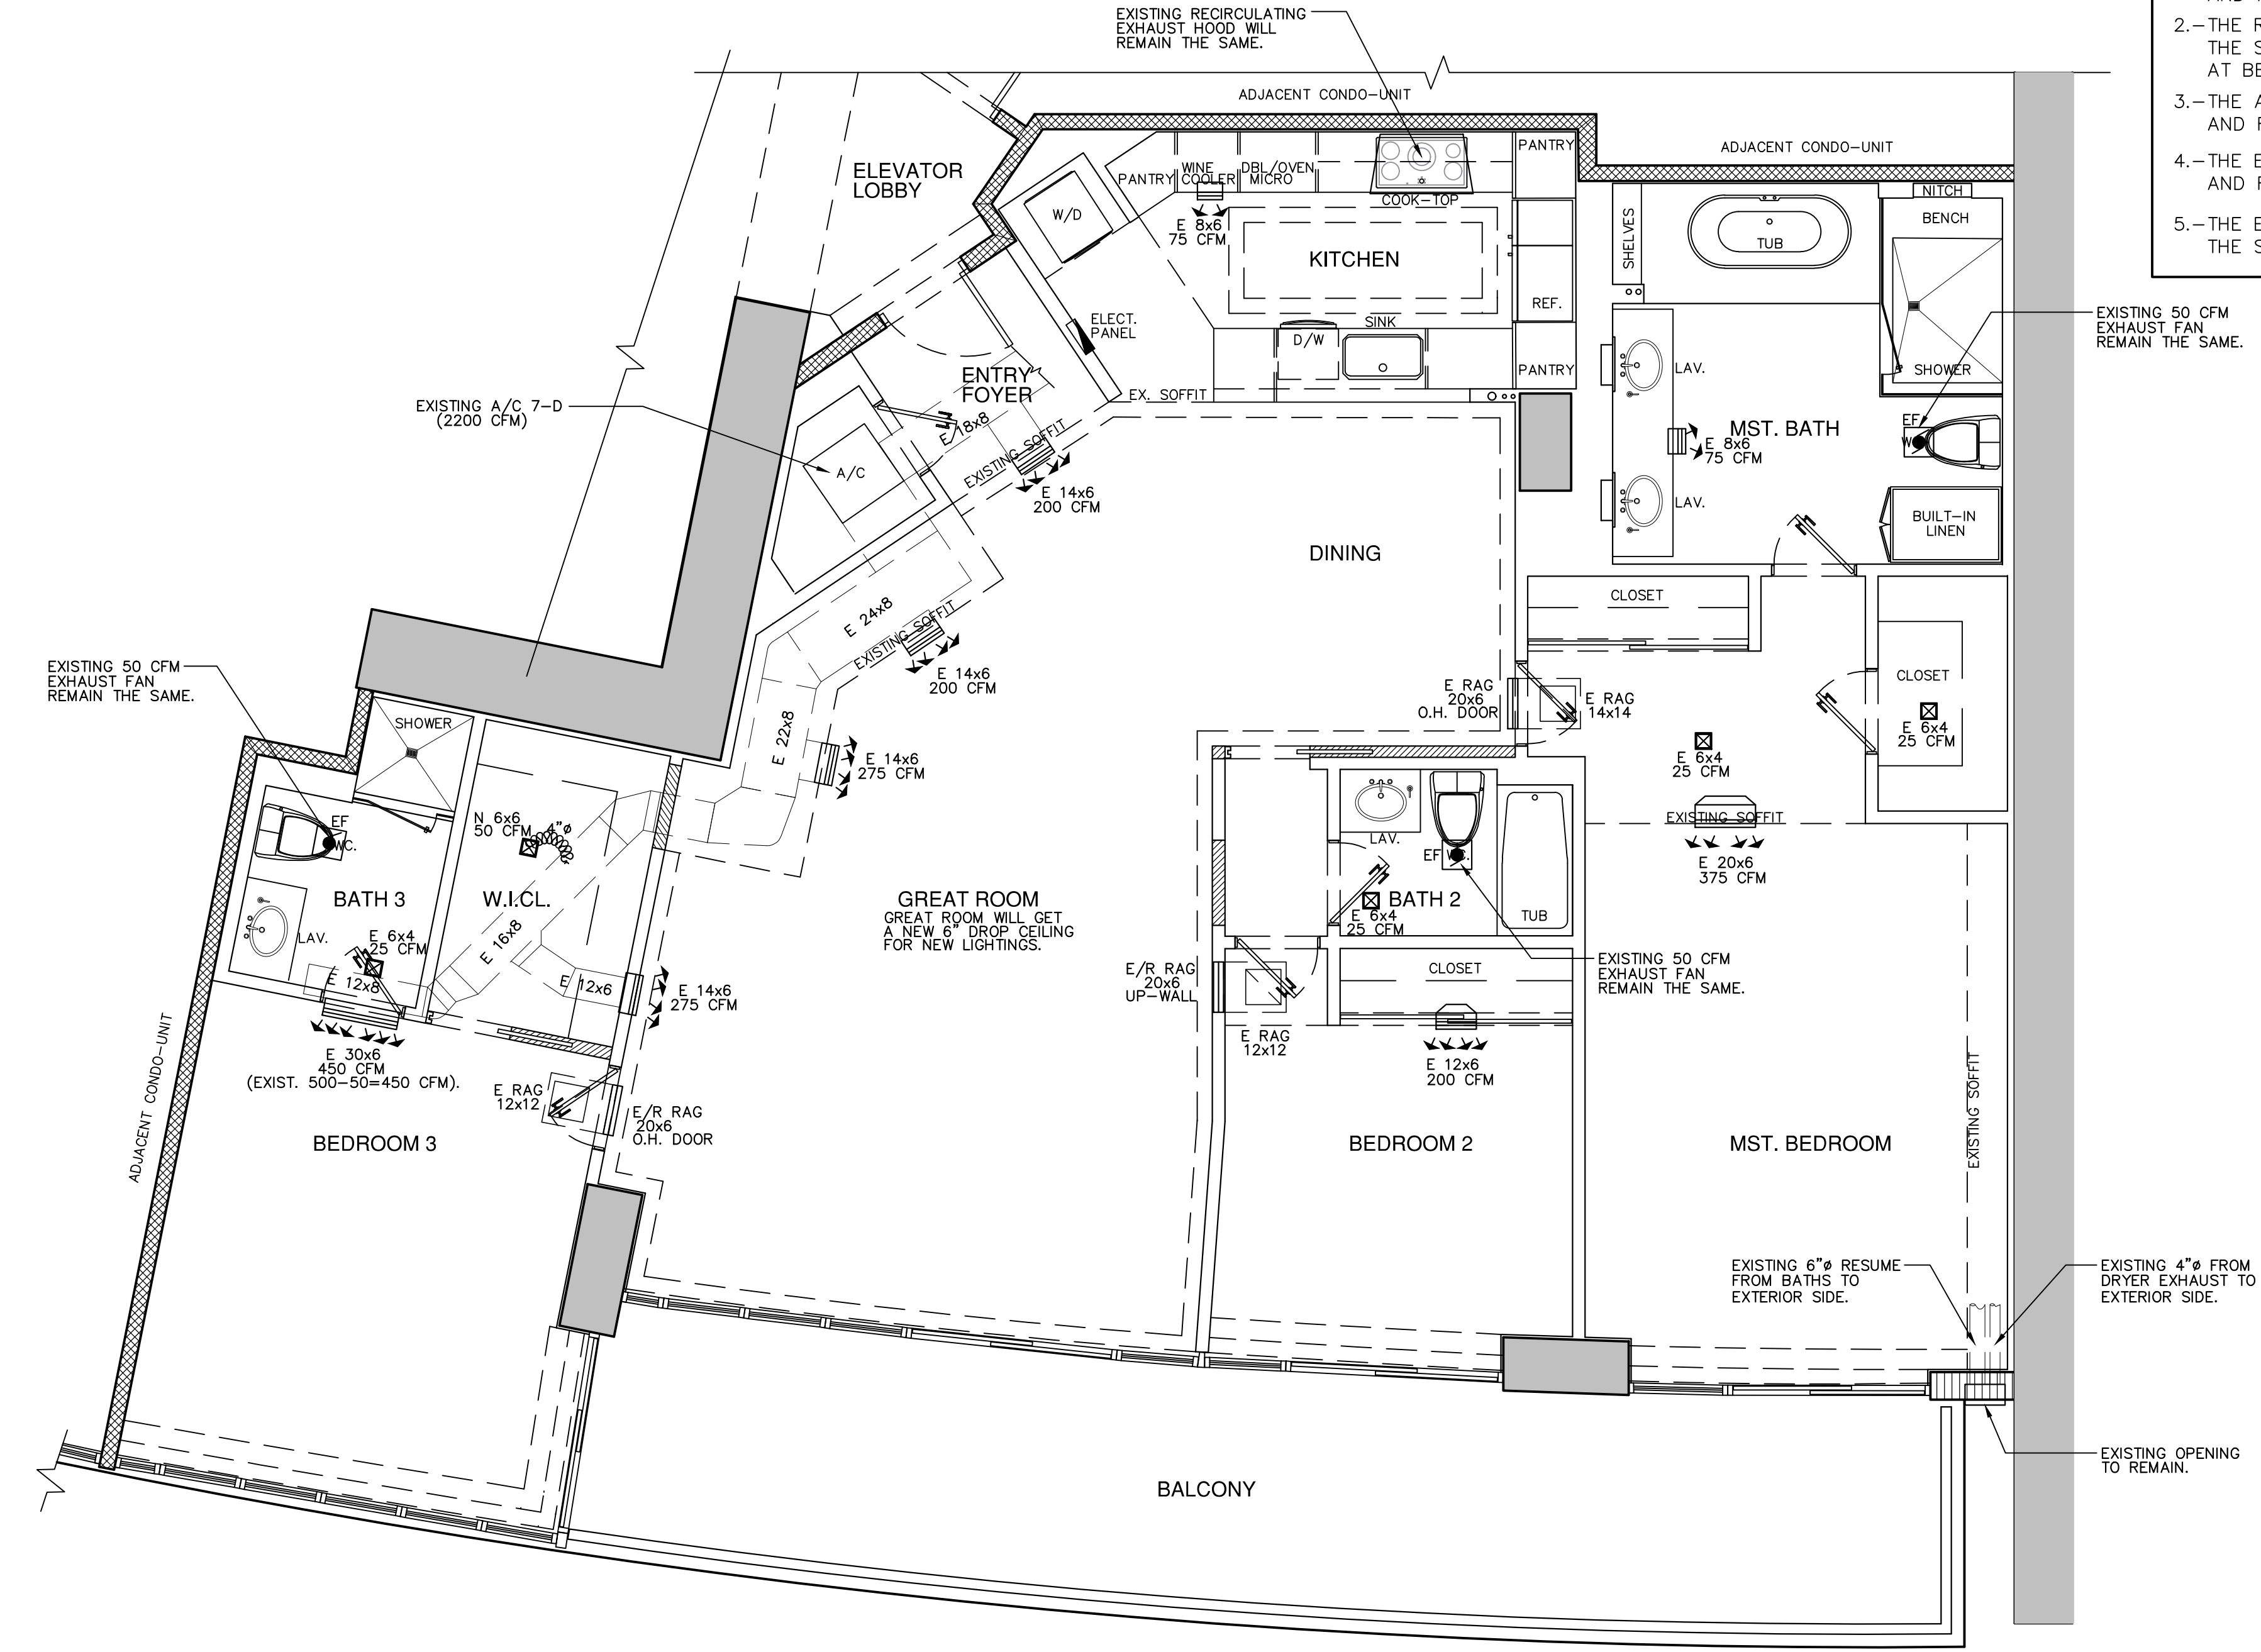 EXISTING RECIRCULATING
EXHAUST HOOD WILL
REMAIN THE SAME.
2.-THE
THE
AT
3.-THE
AND
4.-THE
AND
5.-THE
THE
ADJACENT CONDO-UNIT
ADJACENT CONDO-UNIT
ELEVATOR
LOBBY
W/D
PANTRY
WINE
COOLER
DBL/OVEN
MICRO
COOK-TOP
PANTRY
E 8x6
75 CFM
KITCHEN
REF.
SINK
D/W
PANTRY
EX. SOFFIT
SHELVES
TUB
NITCH
BENCH
SHOWER
EXISTING 50 CFM
EXHAUST FAN
REMAIN THE SAME.
LAV.
EF
MST. BATH
E 8x6
75 CFM
LAV.
BUILT-IN
LINEN
ELECT.
PANEL
ENTRY
FOYER
E 18x8
EXISTING SOFFIT
EXISTING A/C 7-D
(2200 CFM)
A/C
E 14x6
200 CFM
DINING
E 24x8
EXISTING SOFFIT
E 14x6
200 CFM
CLOSET
CLOSET
E 6x4
25 CFM
E RAG
20x6
O.H. DOOR
E RAG
14x14
E 6x4
25 CFM
EXISTING SOFFIT
E 20x6
375 CFM
EXISTING 50 CFM
EXHAUST FAN
REMAIN THE SAME.
SHOWER
E 22x8
E 14x6
275 CFM
EF
WC.
N 6x6
50 CFM
4"ø
BATH 3
W.I.CL.
LAV.
E 6x4
25 CFM
E 12x8
E 16x8
E 12x6
E 14x6
275 CFM
GREAT ROOM
GREAT ROOM WILL GET
A NEW 6" DROP CEILING
FOR NEW LIGHTINGS.
LAV.
EF W.C.
BATH 2
E 6x4
25 CFM
TUB
EXISTING 50 CFM
EXHAUST FAN
REMAIN THE SAME.
E/R RAG
20x6
UP-WALL
CLOSET
E RAG
12x12
E 12x6
200 CFM
E 30x6
450 CFM
(EXIST. 500-50=450 CFM).
E RAG
12x12
E/R RAG
20x6
O.H. DOOR
ADJACENT CONDO-UNIT
BEDROOM 3
BEDROOM 2
MST. BEDROOM
EXISTING SOFFIT
EXISTING 6"ø RESUME
FROM BATHS TO
EXTERIOR SIDE.
EXISTING 4"ø FROM
DRYER EXHAUST TO
EXTERIOR SIDE.
EXISTING OPENING
TO REMAIN.
BALCONY